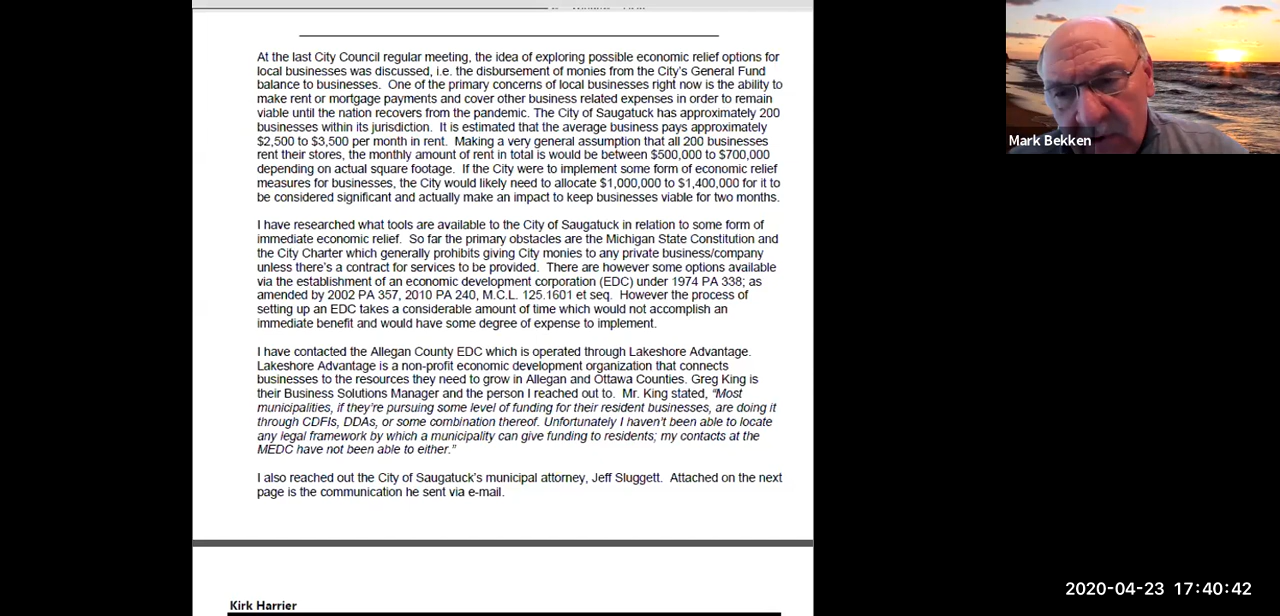 At the last City Council regular meeting, the idea of exploring possible economic relief options for
local businesses was discussed, i.e. the disbursement of monies from the City's General Fund
balance to businesses. One of the primary concerns of local businesses right now is the ability to
make rent or mortgage payments and cover other business related expenses in order to remain
viable until the nation recovers from the pandemic. The City of Saugatuck has approximately 200
businesses within its jurisdiction. It is estimated that the average business pays approximately
$2,500 to $3,500 per month in rent. Making a very general assumption that all 200 businesses
rent their stores, the monthly amount of rent in total is would be between $500,000 to $700,000
depending on actual square footage. If the City were to implement some form of economic relief
measures for businesses, the City would likely need to allocate $1,000,000 to $1,400,000 for it to
be considered significant and actually make an impact to keep businesses viable for two months.
I have researched what tools are available to the City of Saugatuck in relation to some form of
immediate economic relief. So far the primary obstacles are the Michigan State Constitution and
the City Charter which generally prohibits giving City monies to any private business/company
unless there's a contract for services to be provided. There are however some options available
via the establishment of an economic development corporation (EDC) under 1974 PA 338; as
amended by 2002 PA 357, 2010 PA 240, M.C.L. 125.1601 et seq. However the process of
setting up an EDC takes a considerable amount of time which would not accomplish an
immediate benefit and would have some degree of expense to implement.
I have contacted the Allegan County EDC which is operated through Lakeshore Advantage.
Lakeshore Advantage is a non-profit economic development organization that connects
businesses to the resources they need to grow in Allegan and Ottawa Counties. Greg King is
their Business Solutions Manager and the person I reached out to. Mr. King stated, "Most
municipalities, if they're pursuing some level of funding for their resident businesses, are doing it
through CDFIs, DDAs, or some combination thereof. Unfortunately I haven't been able to locate
any legal framework by which a municipality can give funding to residents; my contacts at the
MEDC have not been able to either."
I also reached out the City of Saugatuck's municipal attorney, Jeff Sluggett. Attached on the next
page is the communication he sent via e-mail.
Kirk Harrier
Mark Bekken
2020-04-23 17:40:42